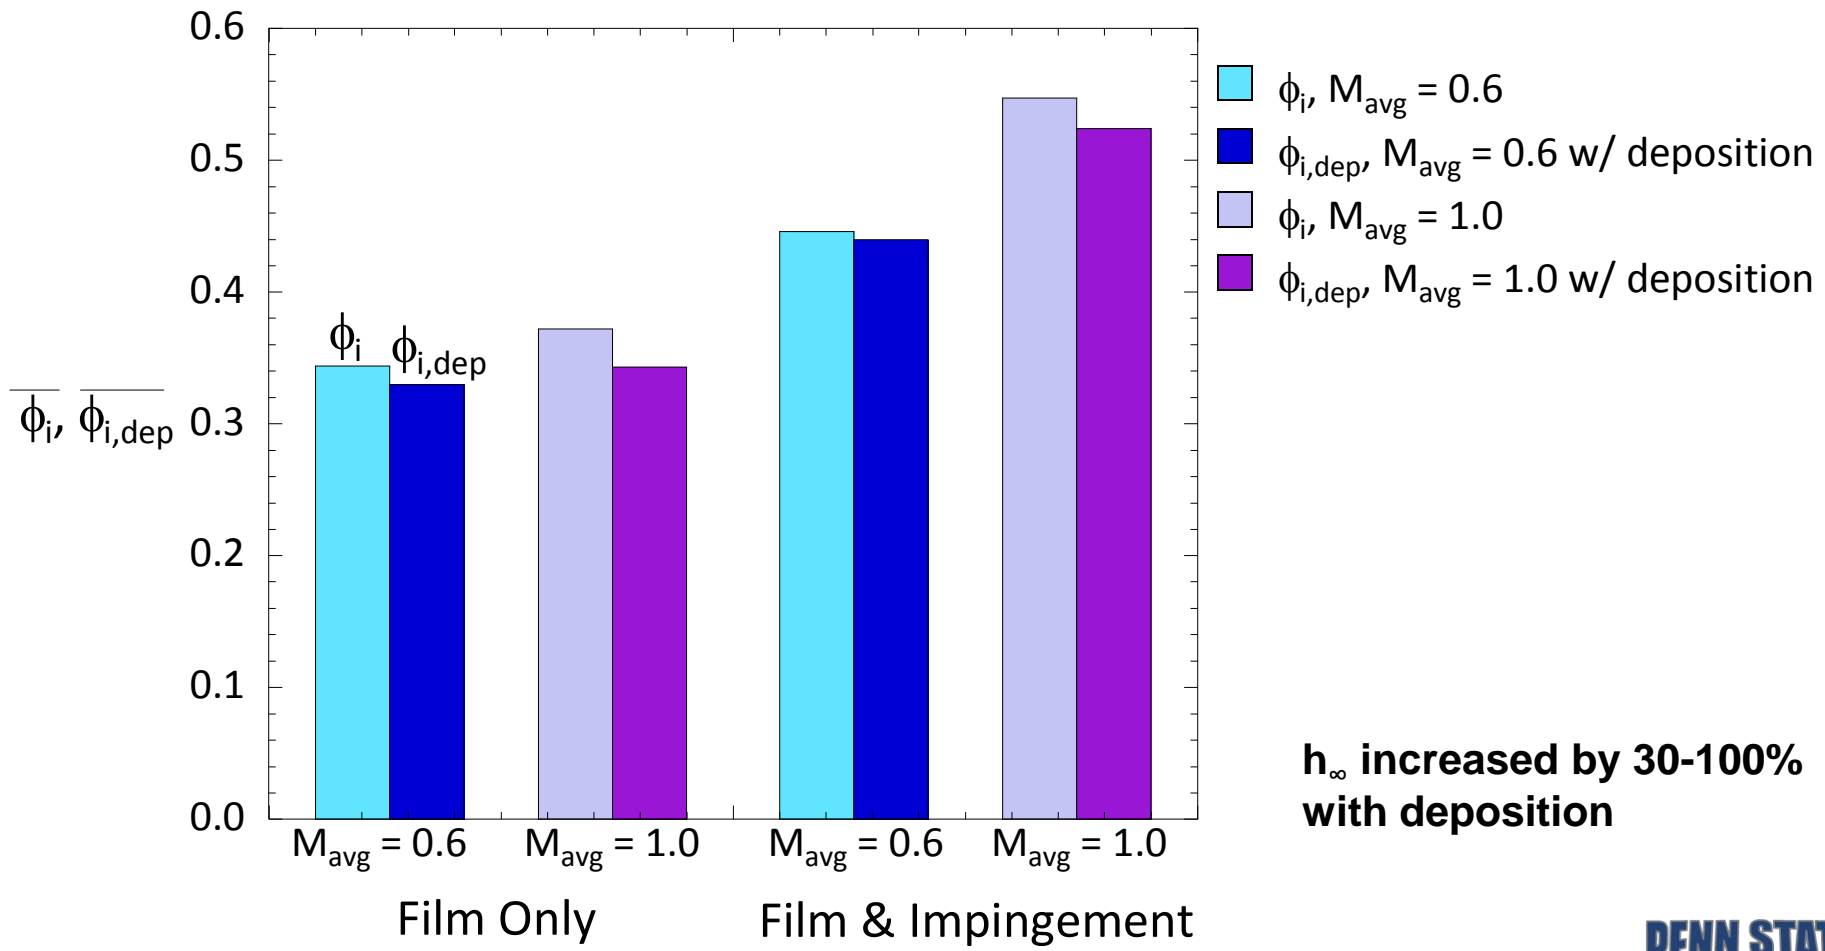 0.6
0.5
0.4
0.3
0.2
0.1
0.0
ϕi, ϕi,dep
ϕi
ϕi,dep
Mavg = 0.6
Mavg = 1.0
Mavg = 0.6
Mavg = 1.0
Film Only
Film & Impingement
ϕi, Mavg = 0.6
ϕi,dep, Mavg = 0.6 w/ deposition
ϕi, Mavg = 1.0
ϕi,dep, Mavg = 1.0 w/ deposition
h∞ increased by 30-100%
with deposition
PENN STAT